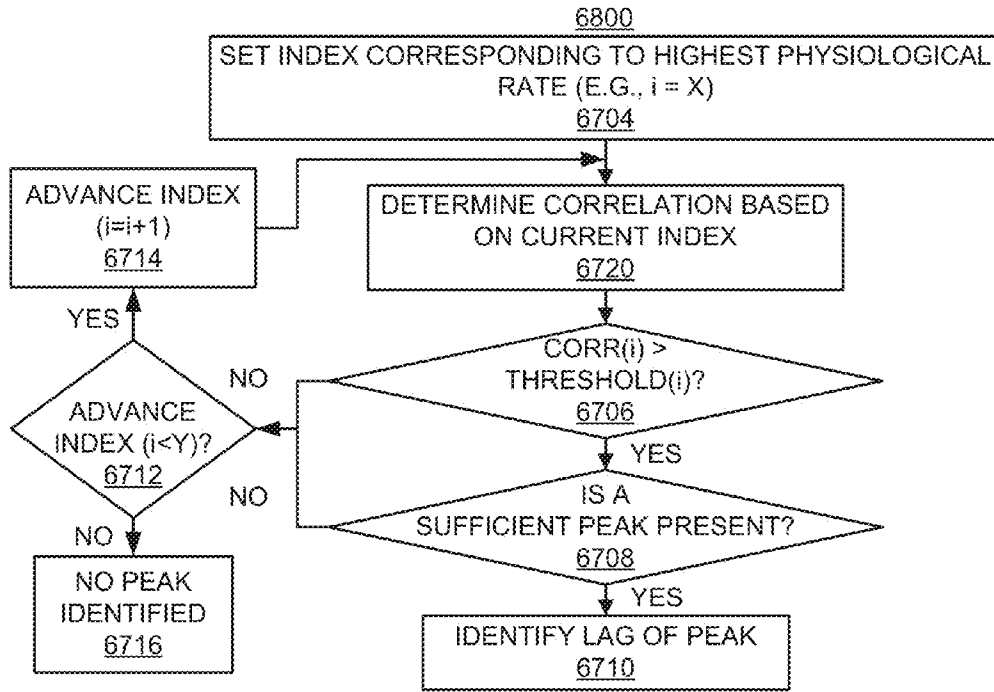 6800
SET INDEX CORRESPONDING TO HIGHEST PHYSIOLOGICAL
RATE (E.G., i = X)
6704
ADVANCE INDEX
(i=i+1)
6714
DETERMINE CORRELATION BASED
ON CURRENT INDEX
6720
YES
CORR(i) >
THRESHOLD(i)?
6706
NO
ADVANCE
INDEX (i<Y)?
6712
YES
NO
IS A
SUFFICIENT PEAK PRESENT?
6708
NO
YES
NO PEAK
IDENTIFIED
6716
IDENTIFY LAG OF PEAK
6710